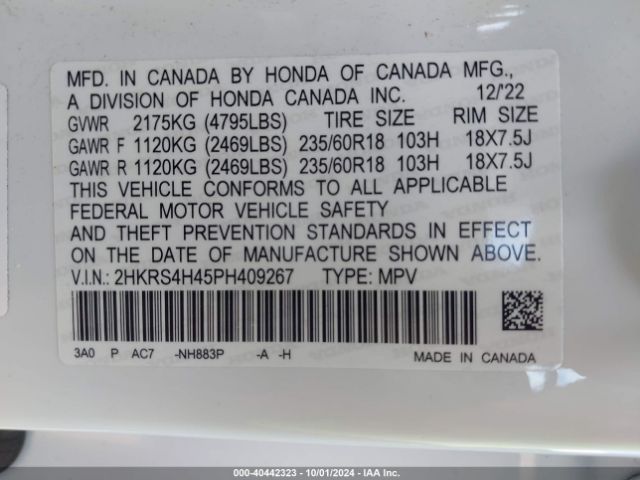 MFD. IN CANADA BY HONDA OF CANADA MFG.,
A DIVISION OF HONDA CANADA INC. 12/'22
GVWR 2175KG (4795LBS) TIRE SIZE RIM SIZE
GAWR F 1120KG (2469LBS) 235/60R18 103H 18X7.5J
GAWR R 1120KG (2469LBS) 235/60R18 103H 18X7.5J
THIS VEHICLE CONFORMS TO ALL APPLICABLE
FEDERAL MOTOR VEHICLE SAFETY
AND THEFT PREVENTION STANDARDS IN EFFECT
ON THE DATE OF MANUFACTURE SHOWN ABOVE.
V.I.N.: 2HKRS4H45PH409267 TYPE: MPV
3A0 P AC7 -NH883P -A -H MADE IN CANADA
000-40442323 - 10/01/2024 - IAAI.com